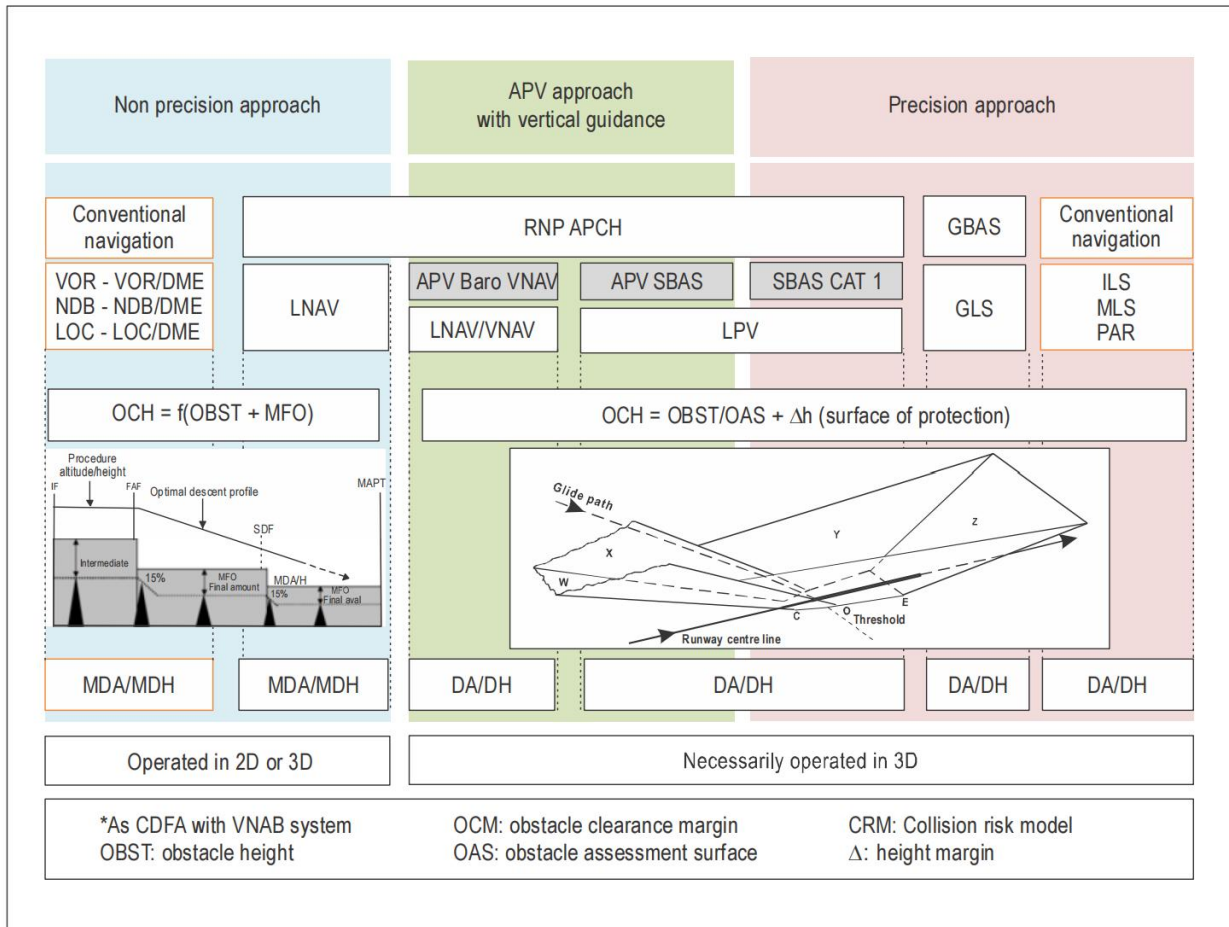 Non precision approach
APV approach
with vertical guidance
Precision approach
Conventional
navigation
RNP APCH
GBAS
Conventional
navigation
VOR - VOR/DME
NDB - NDB/DME
LOC - LOC/DME
LNAV
APV Baro VNAV
APV SBAS
SBAS CAT 1
LNAV/VNAV
LPV
GLS
ILS
MLS
PAR
OCH = f(OBST + MFO)
OCH = OBST/OAS + Δh (surface of protection)
Procedure
altitude/height
IF
FAF
Optimal descent profile
MAPT
SDF
Intermediate
15%
MFO
Final amount
MDA/H
15%
MFO
Final aval
Glide path
X
Y
Z
W
C
O
E
Threshold
Runway centre line
MDA/MDH
MDA/MDH
DA/DH
DA/DH
DA/DH
DA/DH
Operated in 2D or 3D
Necessarily operated in 3D
*As CDFA with VNAB system
OCM: obstacle clearance margin
CRM: Collision risk model
OBST: obstacle height
OAS: obstacle assessment surface
Δ: height margin